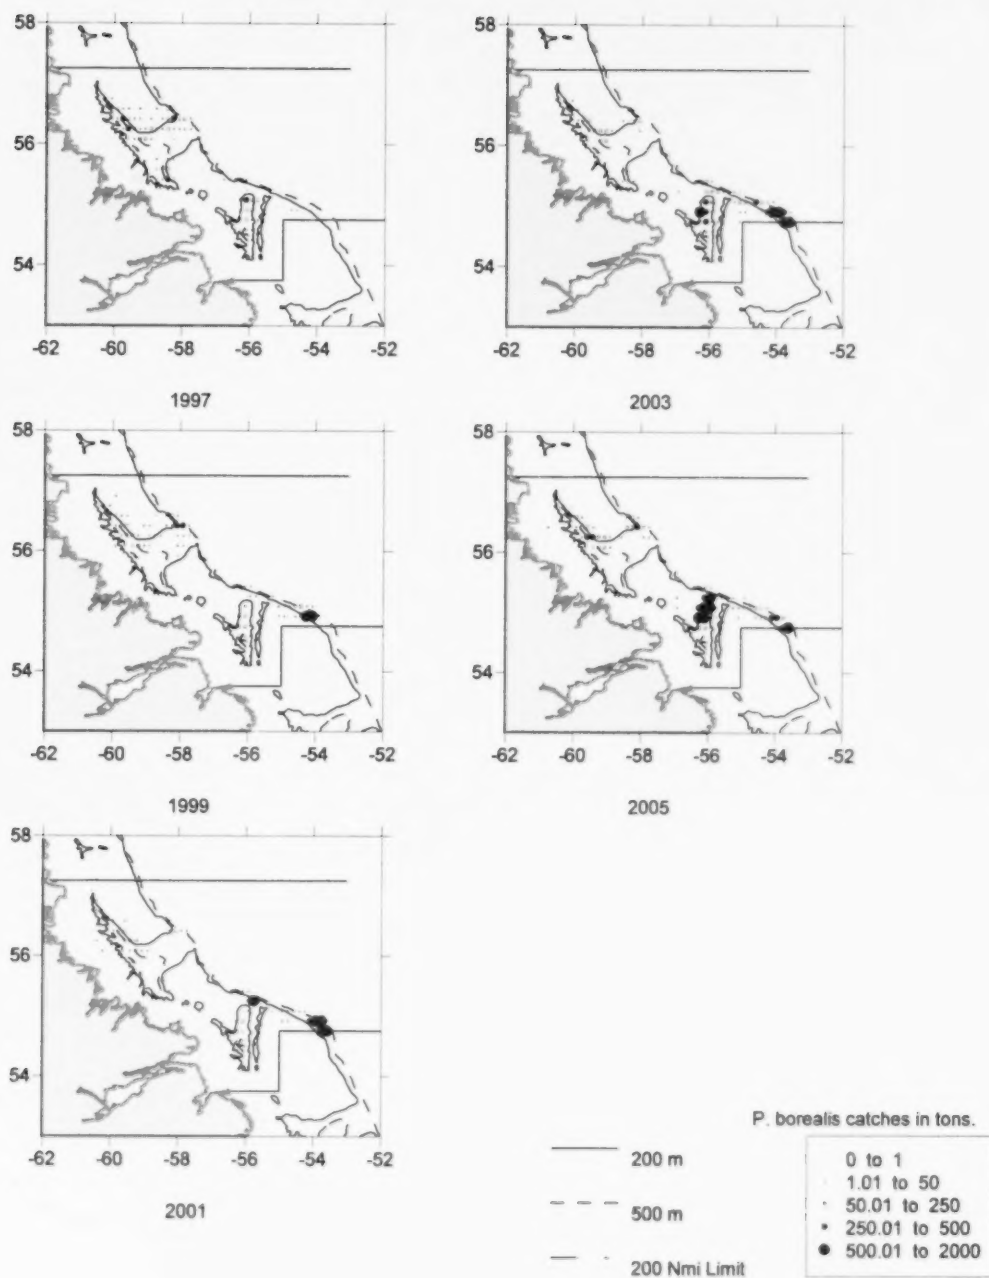 58
56
54
-62 -60 -58 -56 -54 -52
1997
58
56
54
-62 -60 -58 -56 -54 -52
2003
58
56
54
-62 -60 -58 -56 -54 -52
1999
58
56
54
-62 -60 -58 -56 -54 -52
2005
58
56
54
-62 -60 -58 -56 -54 -52
2001
200 m
500 m
200 Nmi Limit
P. borealis catches in tons.
0 to 1
1.01 to 50
50.01 to 250
250.01 to 500
500.01 to 2000